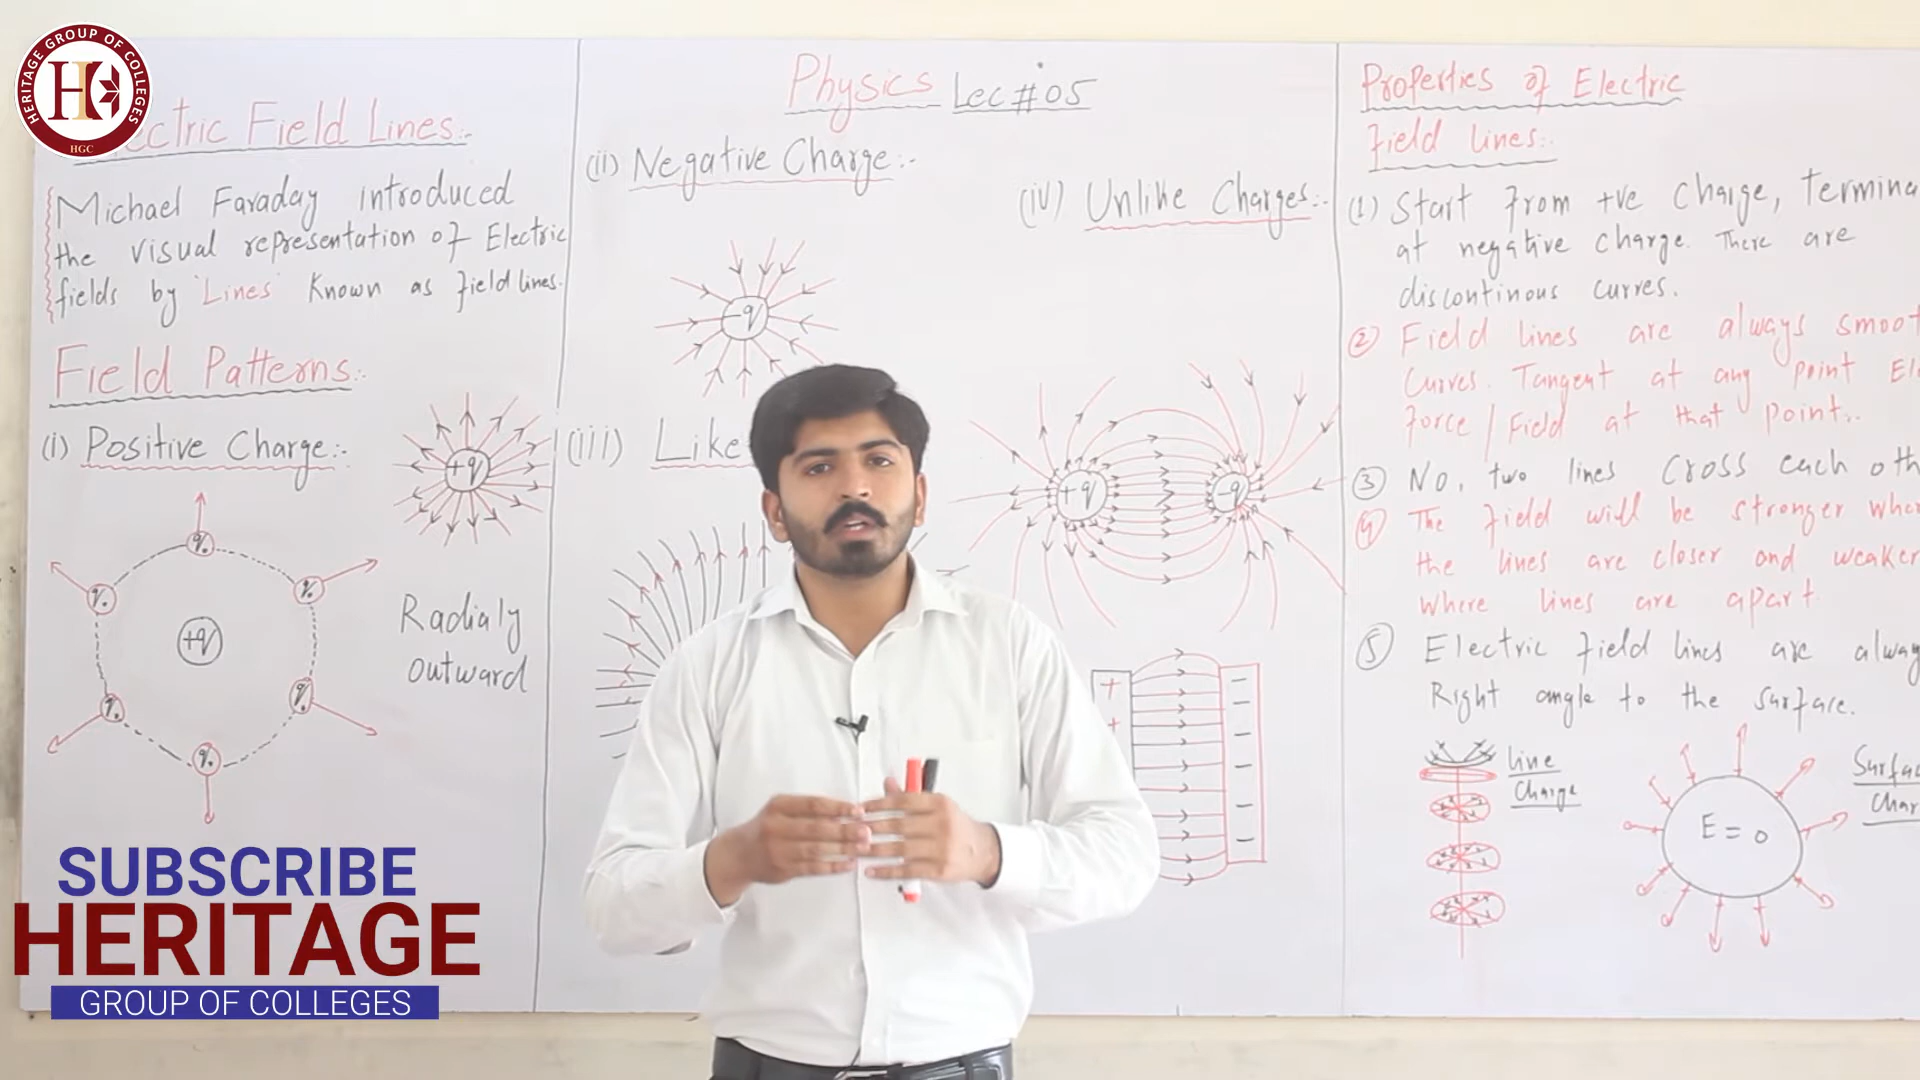 HERITAGE GROUP OF COLLEGES
HGC
ectric Field Lines:-
Michael Faraday introduced
the visual representation of Electric
fields by 'Lines' Known as field lines.
Field Patterns:-
(i) Positive Charge:-
+q
q.
q.
q.
+q
q.
q.
q.
Radialy
outward
Physics Lec#05
(ii) Negative Charge:-
-q
(iii) Like
(iv) Unlike Charges:-
+q
-q
+
+
-
-
-
-
-
Properties of Electric
field lines:-
(1) Start from +ve charge, termina
at negative charge. There are
discontinous curves.
(2) Field lines are always smoot
Curves. Tangent at any point El
force / Field at that point:-
(3) No, two lines Cross each oth
(4) The field will be stronger wher
the lines are closer and weaker
where lines are apart
(5) Electric field lines are alway
Right angle to the surface.
Line
Charge
E = 0
Surfac
Char
SUBSCRIBE
HERITAGE
GROUP OF COLLEGES